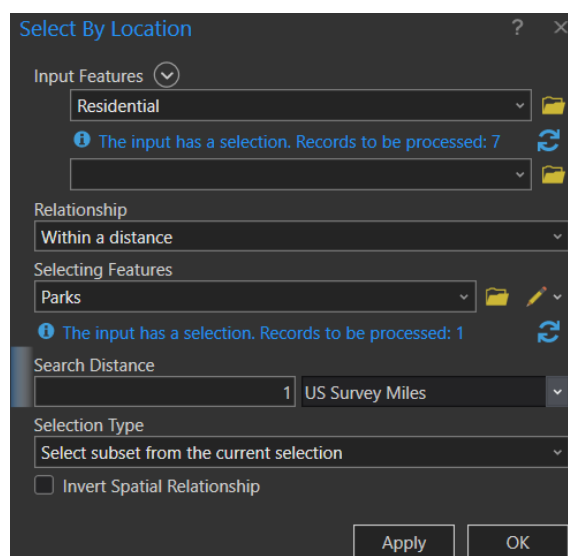 Select By Location ? ×
Input Features
Residential
The input has a selection. Records to be processed: 7
Relationship
Within a distance
Selecting Features
Parks
The input has a selection. Records to be processed: 1
Search Distance
1 US Survey Miles
Selection Type
Select subset from the current selection
Invert Spatial Relationship
Apply OK